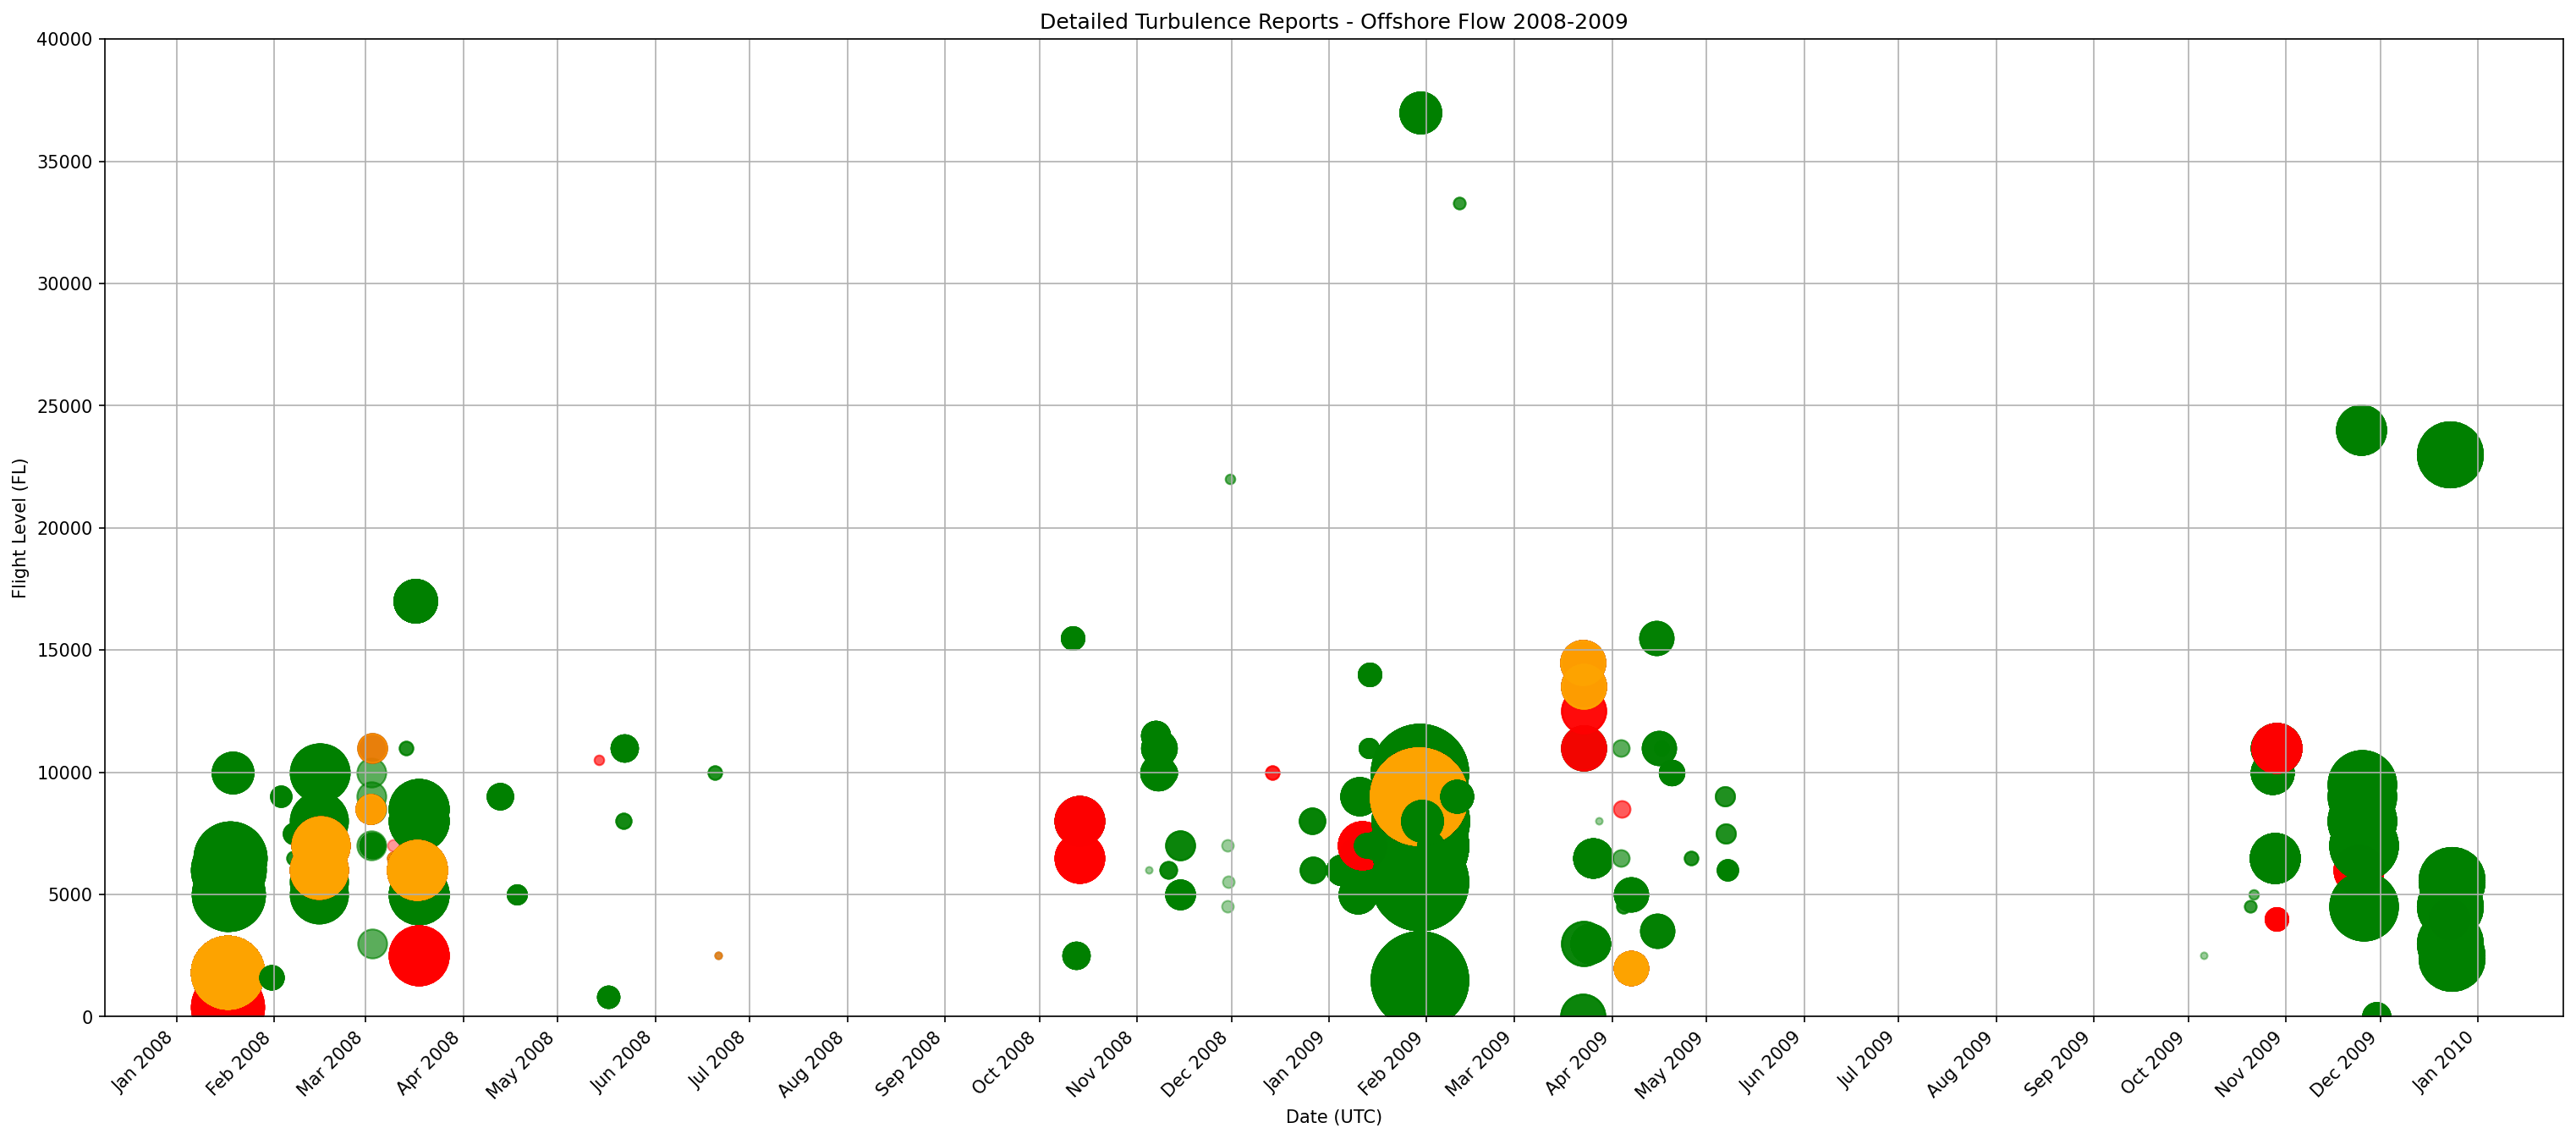 Detailed Turbulence Reports - Offshore Flow 2008-2009
40000
35000
30000
25000
20000
15000
10000
5000
0
Flight Level (FL)
Jan 2008
Feb 2008
Mar 2008
Apr 2008
May 2008
Jun 2008
Jul 2008
Aug 2008
Sep 2008
Oct 2008
Nov 2008
Dec 2008
Jan 2009
Feb 2009
Mar 2009
Apr 2009
May 2009
Jun 2009
Jul 2009
Aug 2009
Sep 2009
Oct 2009
Nov 2009
Dec 2009
Jan 2010
Date (UTC)